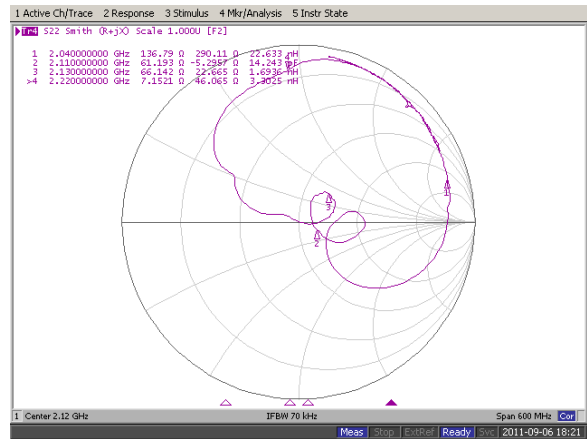 1 Active Ch/Trace 2 Response 3 Stimulus 4 Mkr/Analysis 5 Instr State
Tr4 S22 Smith (R+jX) Scale 1.000U [F2]
1 2.040000000 GHz 136.79 Ω 290.11 Ω 22.633 nH
2 2.110000000 GHz 61.193 Ω -5.2957 Ω 14.243 pF
3 2.130000000 GHz 66.142 Ω 22.665 Ω 1.6936 nH
>4 2.220000000 GHz 7.1521 Ω 46.065 Ω 3.3025 nH
4
1
3
2
1 Center 2.12 GHz IFBW 70 kHz Span 600 MHz Cor
Meas Stop ExtRef Ready Svc 2011-09-06 18:21